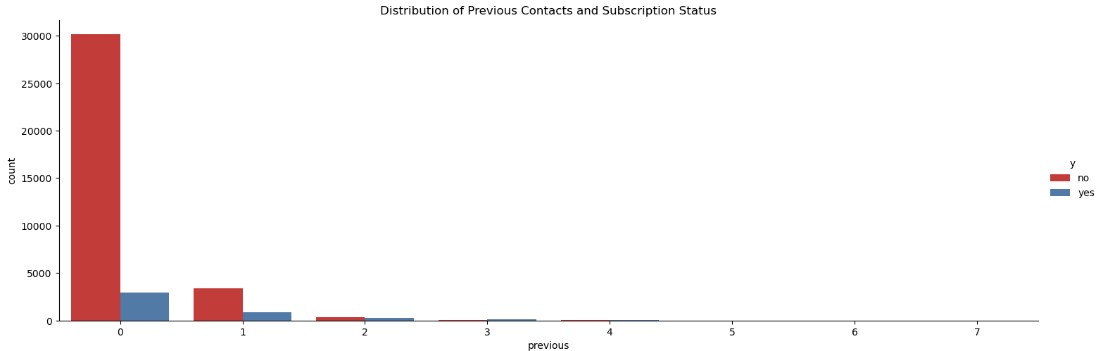 Distribution of Previous Contacts and Subscription Status
30000
25000
20000
15000
10000
5000
0
count
0 1 2 3 4 5 6 7
previous
y
no
yes